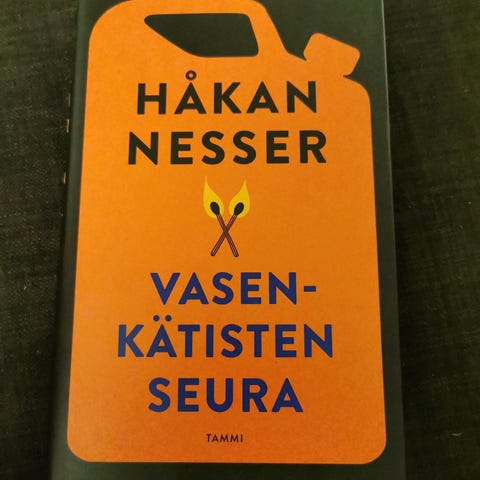 HÅKAN
NESSER
VASEN-
KÄTISTEN
SEURA
TAMMI